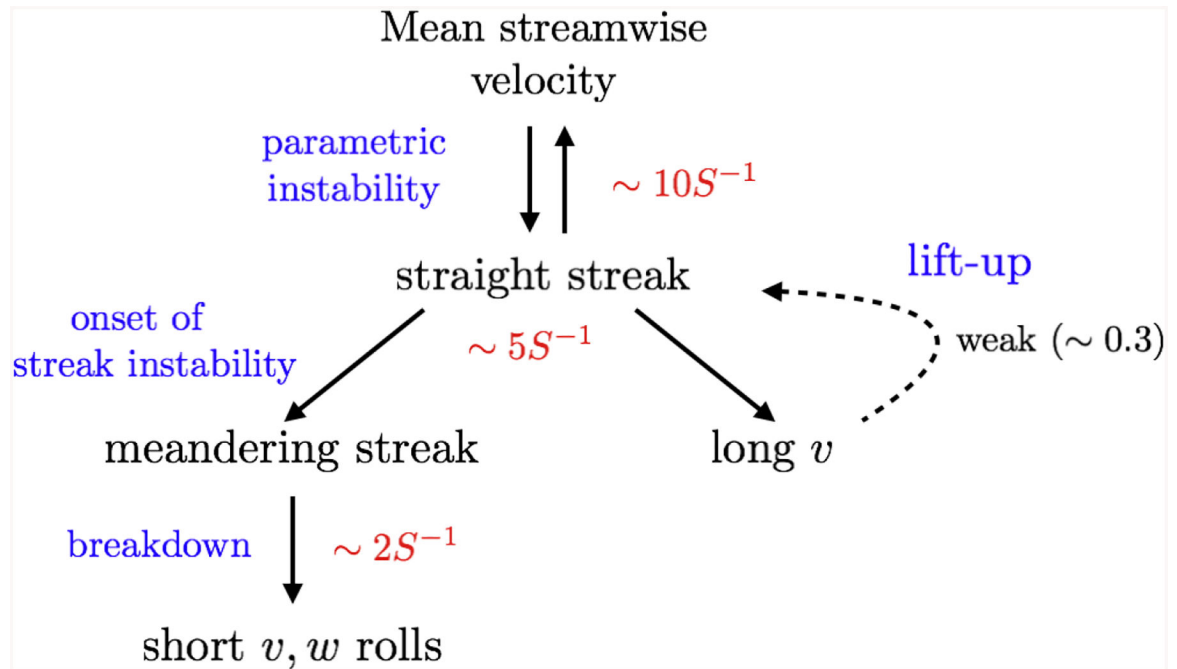 Mean streamwise
velocity
parametric
instability
∼ 10S⁻¹
straight streak
lift-up
onset of
streak instability
∼ 5S⁻¹
weak (∼ 0.3)
meandering streak
long v
breakdown
∼ 2S⁻¹
short v, w rolls